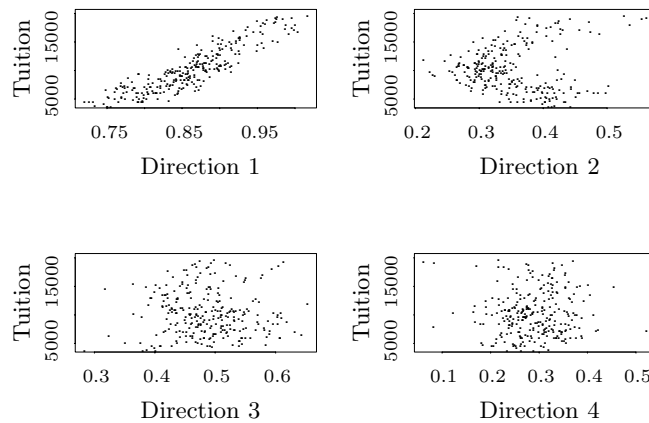 Tuition
15000
5000
0.75 0.85 0.95
Direction 1
Tuition
15000
5000
0.2 0.3 0.4 0.5
Direction 2
Tuition
15000
5000
0.3 0.4 0.5 0.6
Direction 3
Tuition
15000
5000
0.1 0.2 0.3 0.4 0.5
Direction 4